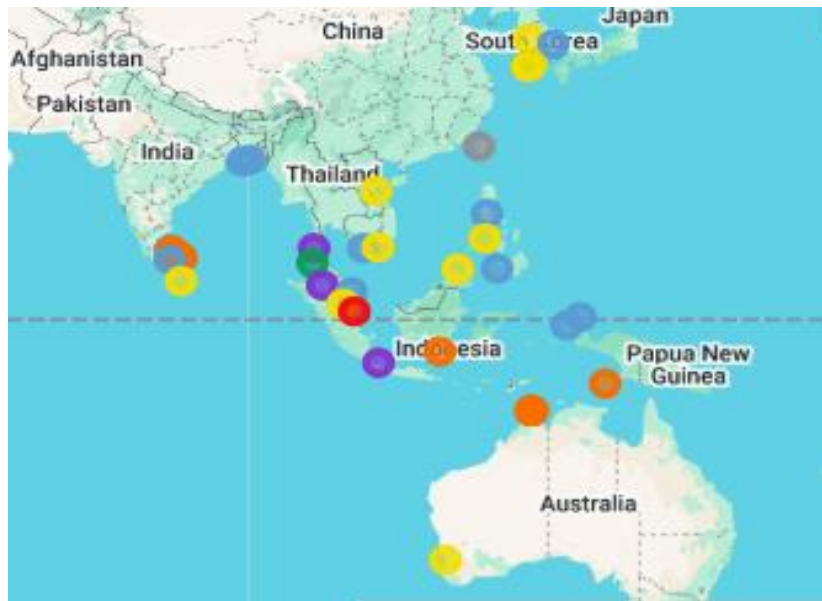 Japan
China
South Korea
Afghanistan
Pakistan
India
Thailand
Indonesia
Papua New
Guinea
Australia